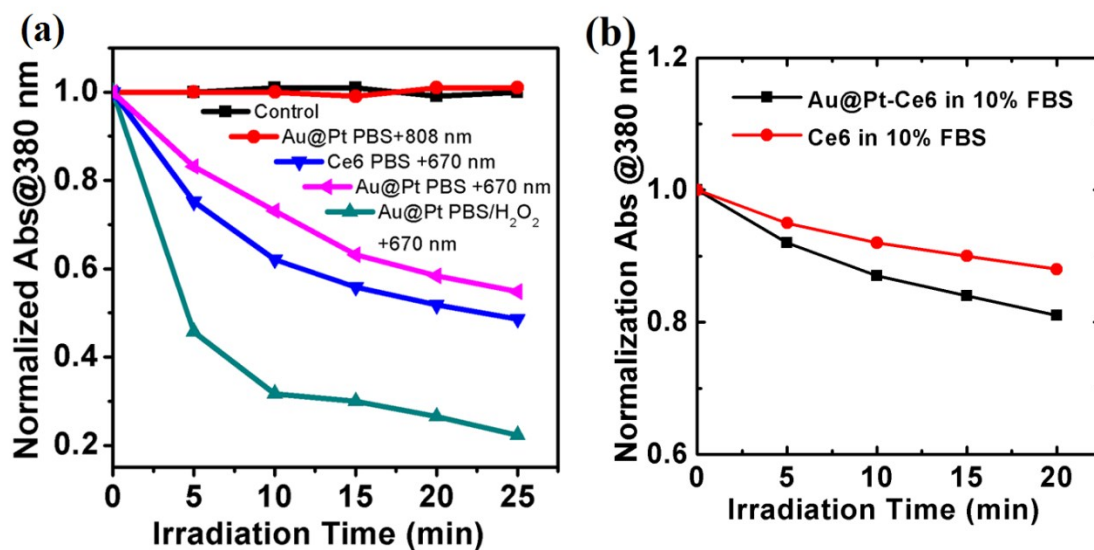 (a)
Normalized Abs@380 nm
1.0
0.8
0.6
0.4
0.2
Control
Au@Pt PBS+808 nm
Ce6 PBS +670 nm
Au@Pt PBS +670 nm
Au@Pt PBS/H₂O₂
+670 nm
0 5 10 15 20 25
Irradiation Time (min)
(b)
Normalization Abs @380 nm
1.2
1.0
0.8
0.6
Au@Pt-Ce6 in 10% FBS
Ce6 in 10% FBS
0 5 10 15 20
Irradiation Time (min)